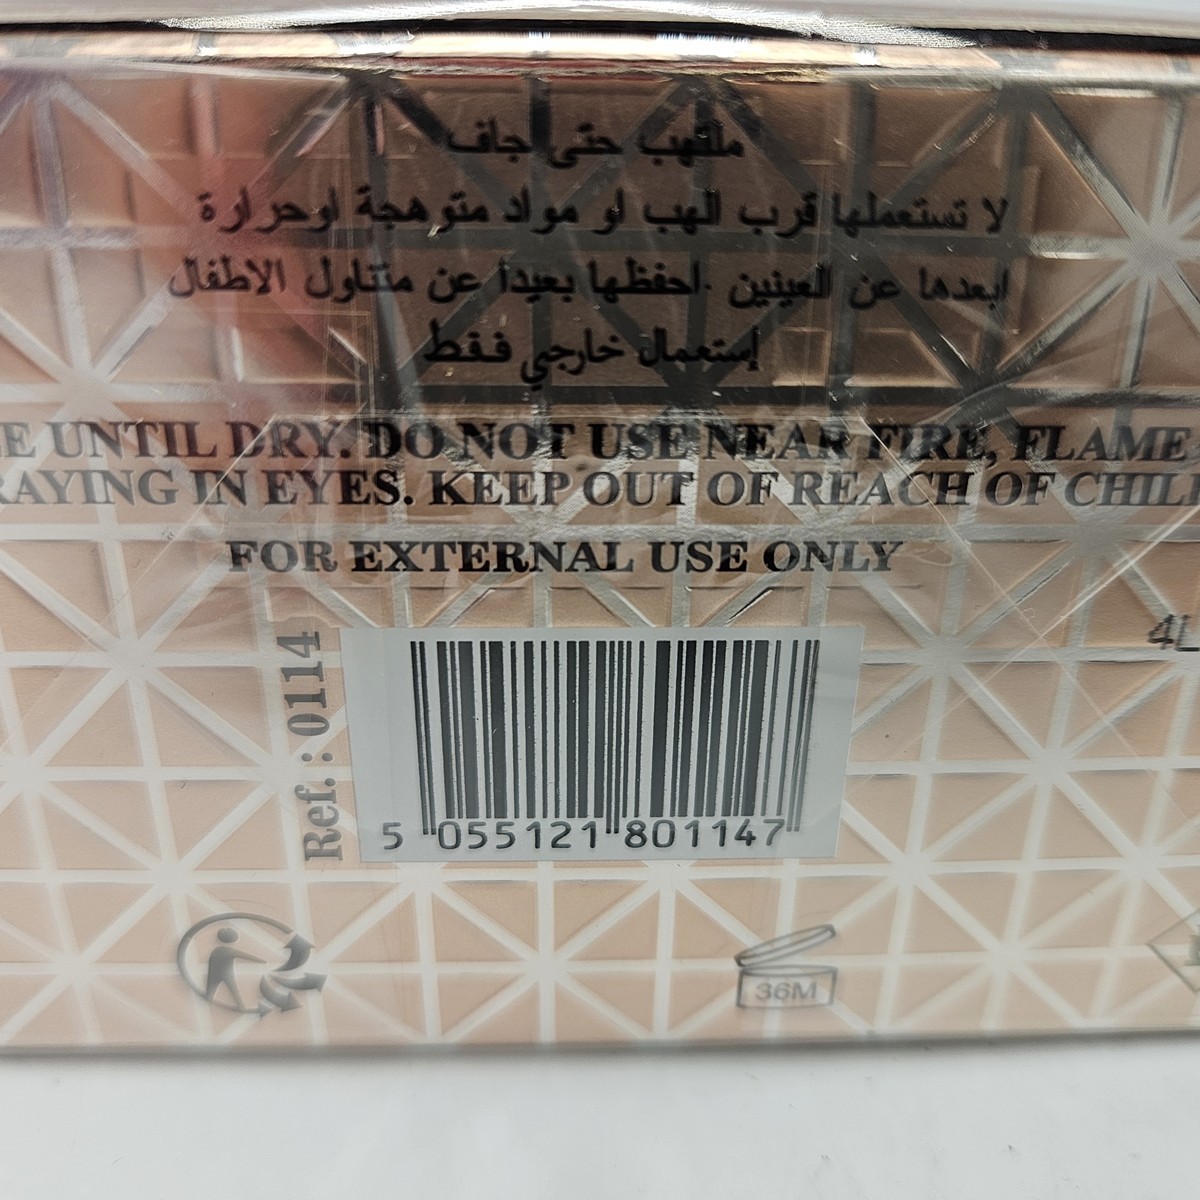 ملتهب حتى جاف
لا تستعملها قرب الهب او مواد متوهجة اوحرارة
ابعدها عن العينين .احفظها بعيدا عن متناول الاطفال
إستعمال خارجي فقط
E UNTIL DRY. DO NOT USE NEAR FIRE, FLAME
RAYING IN EYES. KEEP OUT OF REACH OF CHIL
FOR EXTERNAL USE ONLY
4L
Ref.: 0114
5 055121 801147
36M